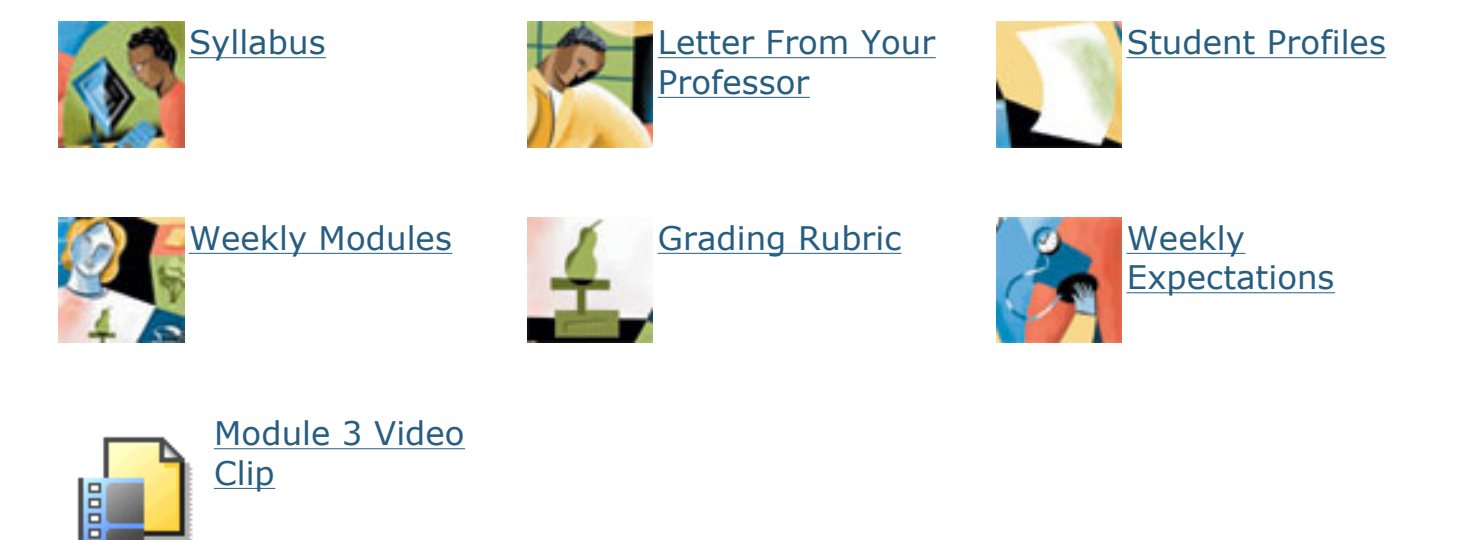 Syllabus
Letter From Your
Professor
Student Profiles
Weekly Modules
Grading Rubric
Weekly
Expectations
Module 3 Video
Clip